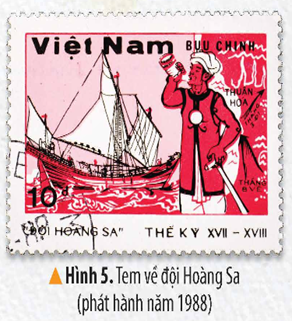 Việt Nam BƯU CHÍNH
THUẬN
HÓA
THÁNG
10đ
"ĐỘI HOÀNG SA" THẾ KỶ XVII - XVIII
▲Hình 5. Tem về đội Hoàng Sa
(phát hành năm 1988)